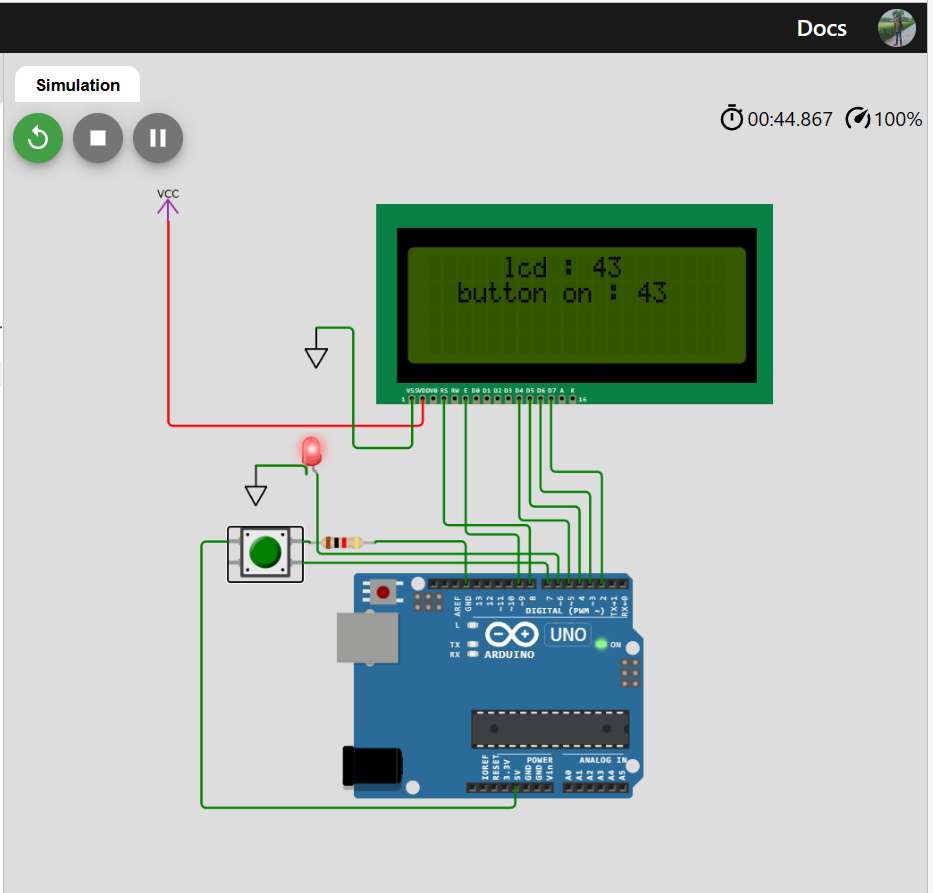 Docs
Simulation
00:44.867 100%
VCC
lcd : 43
button on : 43
VSS VDD V0 RS RW E D0 D1 D2 D3 D4 D5 D6 D7 A K
1 16
AREF GND 13 12 ~11 ~10 ~9 8 7 ~6 ~5 4 ~3 2 TX→1 RX←0
DIGITAL (PWM ~)
L
UNO
TX
RX
ON
ARDUINO
POWER ANALOG IN
IOREF RESET 3.3V 5V GND GND Vin A0 A1 A2 A3 A4 A5